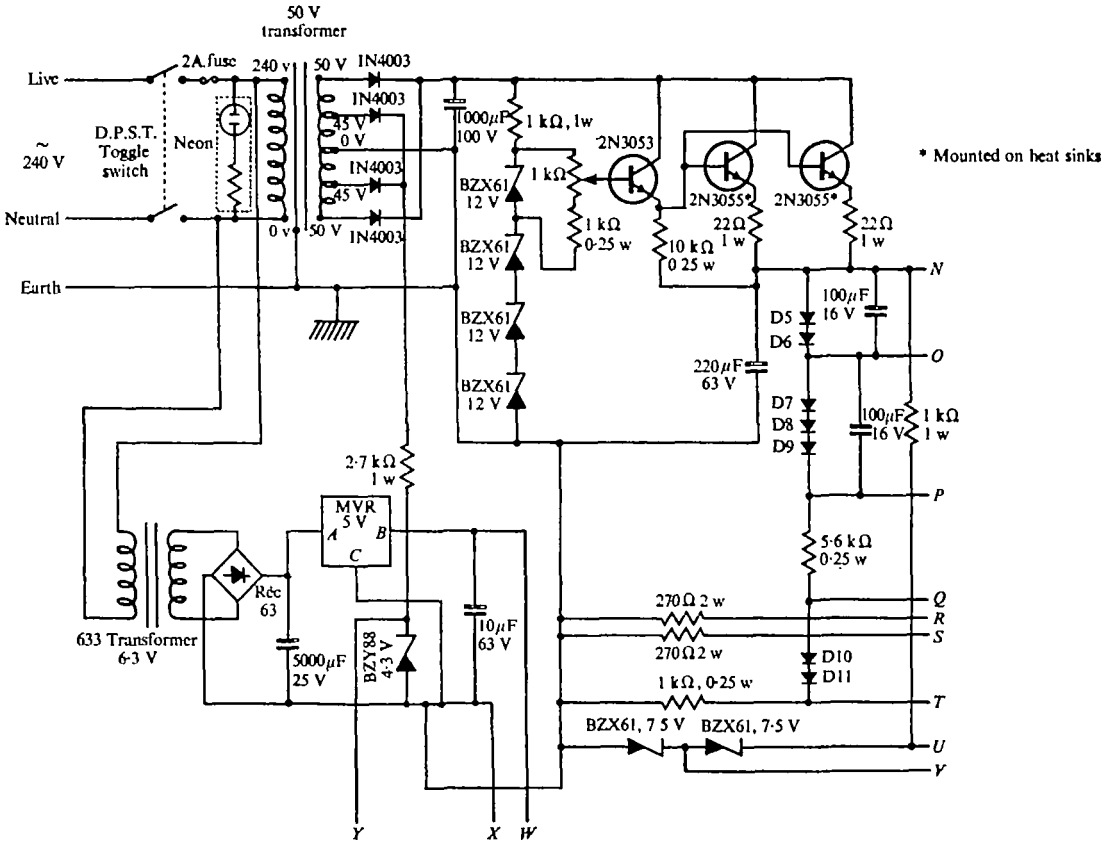 50 V
transformer
2A.fuse
240 v
50 V
IN4003
Live
IN4003
1000µF
100 V
1 kΩ, 1w
D.P.S.T.
Toggle
switch
Neon
45 V
0 V
~
240 V
IN4003
45 V
BZX61
12 V
1 kΩ
2N3053
2N3055*
2N3055*
* Mounted on heat sinks
Neutral
0 v
50 V
IN4003
1 kΩ
0·25 w
10 kΩ
0 25 w
22Ω
1 w
22Ω
1 w
BZX61
12 V
N
Earth
BZX61
12 V
D5
D6
100µF
16 V
O
220µF
63 V
BZX61
12 V
D7
D8
D9
100µF
16 V
1 kΩ
1 w
2·7 kΩ
1 w
P
MVR
5 V
A
B
C
5·6 kΩ
0·25 w
Rec
63
Q
270Ω 2 w
R
S
270Ω 2 w
633 Transformer
6·3 V
5000µF
25 V
BZY88
4·3 V
10µF
63 V
D10
D11
1 kΩ, 0·25 w
T
BZX61, 7 5 V
BZX61, 7·5 V
U
V
Y
X
W